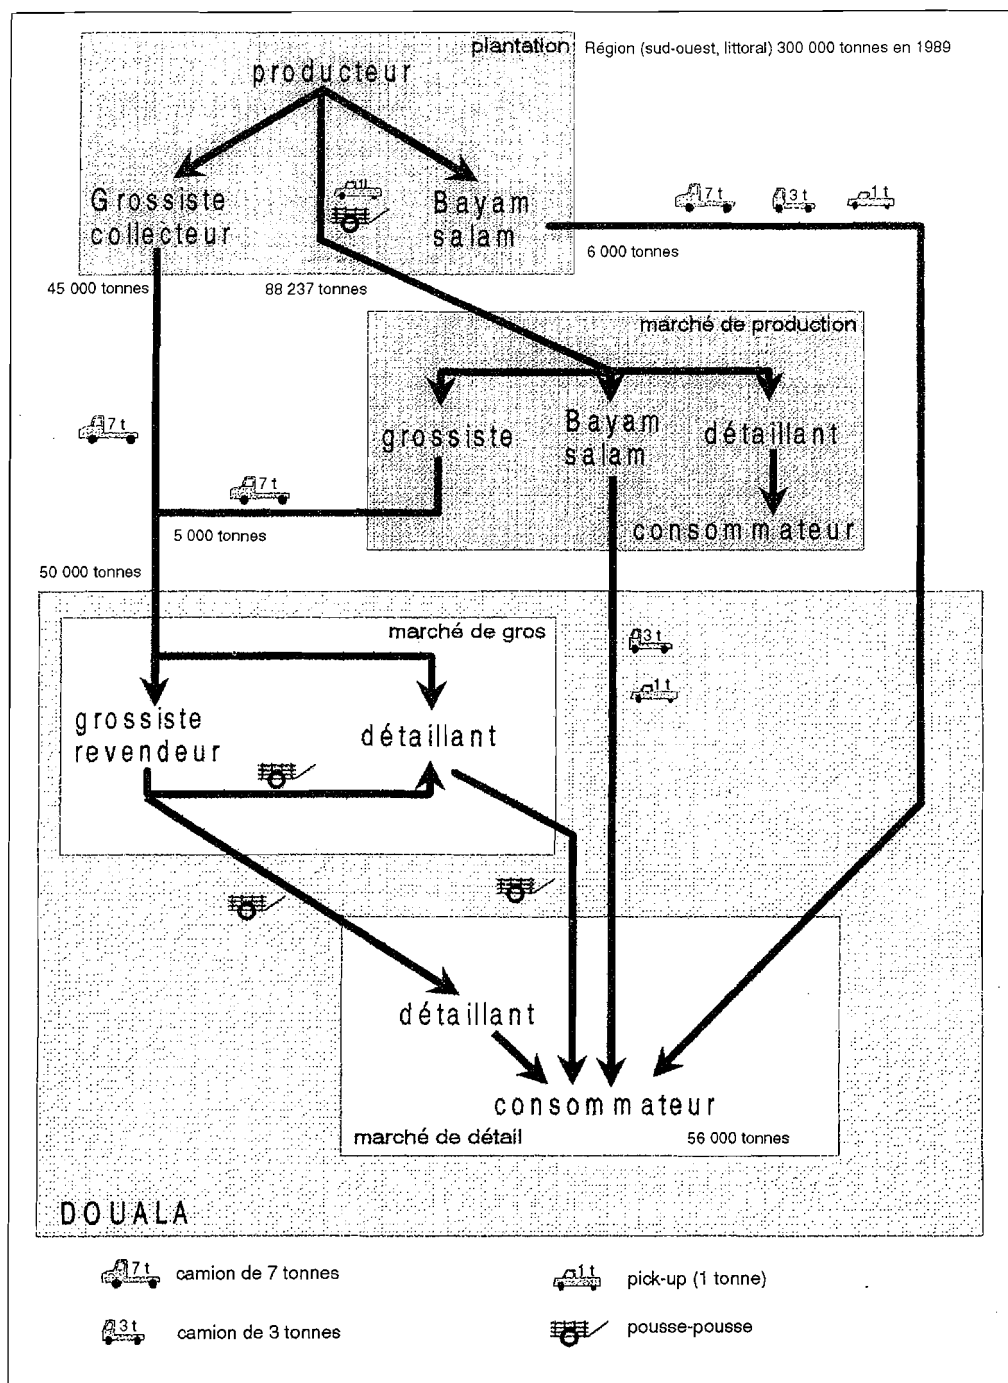 plantation
Région (sud-ouest, littoral) 300 000 tonnes en 1989
producteur
1t
7 t
3 t
1 t
Grossiste
collecteur
Bayam
salam
6 000 tonnes
45 000 tonnes
88 237 tonnes
marché de production
7 t
grossiste
Bayam
salam
détaillant
7 t
consommateur
5 000 tonnes
50 000 tonnes
marché de gros
3 t
1 t
grossiste
revendeur
détaillant
détaillant
consommateur
marché de détail
56 000 tonnes
DOUALA
7 t
camion de 7 tonnes
1 t
pick-up (1 tonne)
3 t
camion de 3 tonnes
pousse-pousse